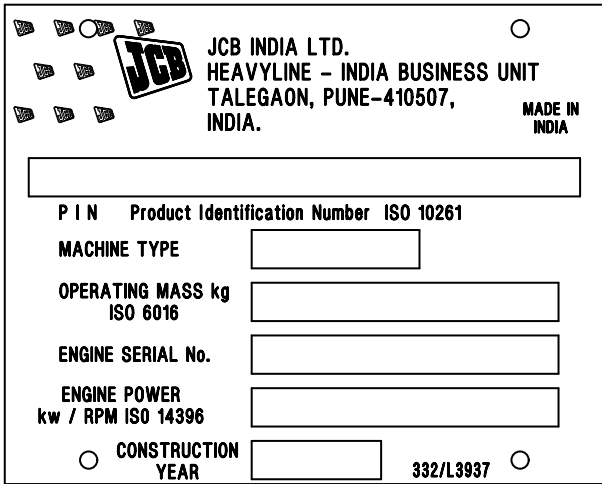 JCB
JCB INDIA LTD.
HEAVYLINE - INDIA BUSINESS UNIT
TALEGAON, PUNE-410507,
INDIA.
MADE IN
INDIA
P I N Product Identification Number ISO 10261
MACHINE TYPE
OPERATING MASS kg
ISO 6016
ENGINE SERIAL No.
ENGINE POWER
kw / RPM ISO 14396
CONSTRUCTION
YEAR
332/L3937